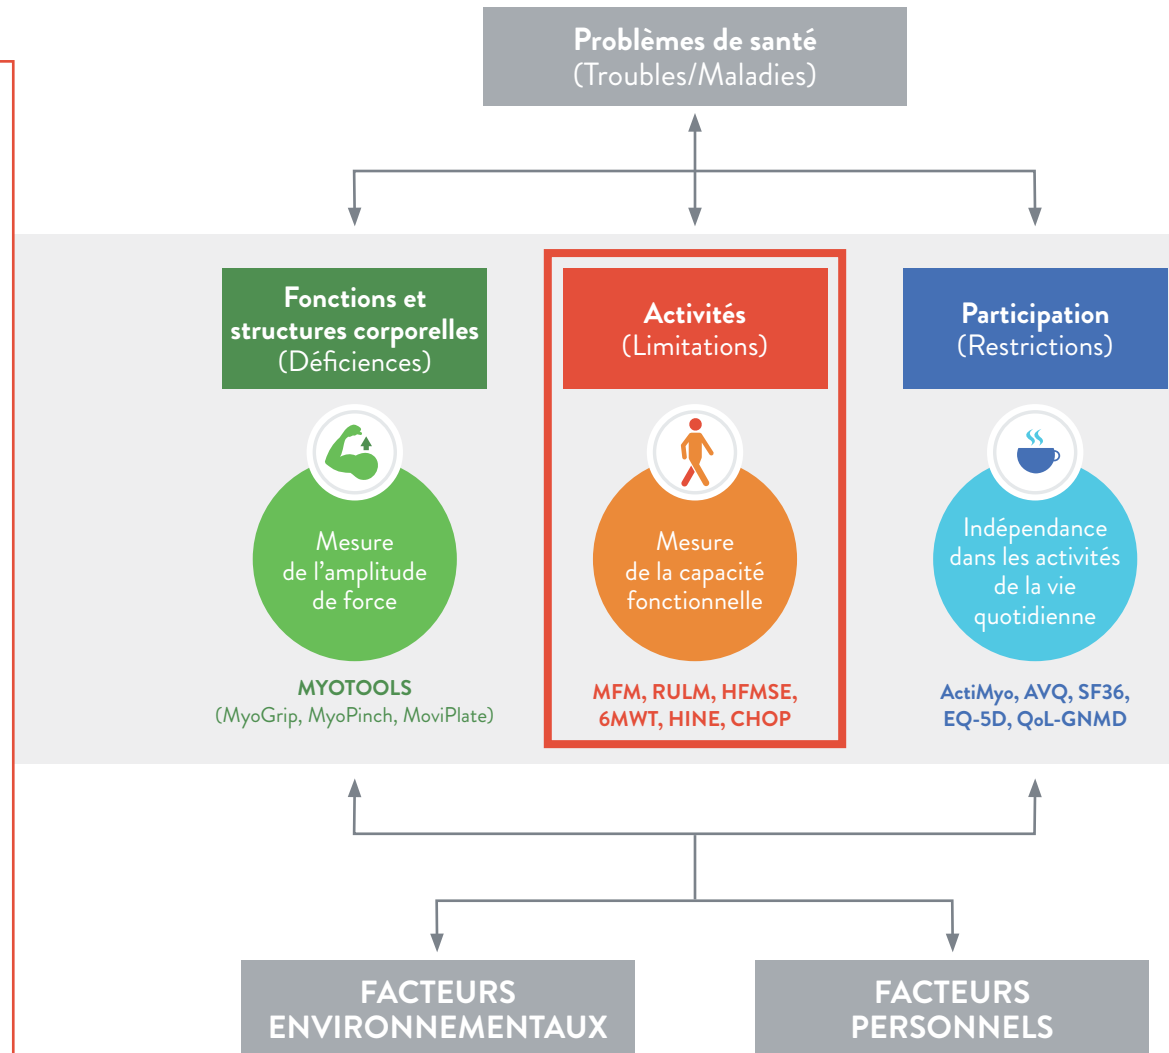 Problèmes de santé
(Troubles/Maladies)
Fonctions et
structures corporelles
(Déficiences)
Activités
(Limitations)
Participation
(Restrictions)
Mesure
de l'amplitude
de force
Mesure
de la capacité
fonctionnelle
Indépendance
dans les activités
de la vie
quotidienne
MYOTOOLS
(MyoGrip, MyoPinch, MoviPlate)
MFM, RULM, HFMSE,
6MWT, HINE, CHOP
ActiMyo, AVQ, SF36,
EQ-5D, QoL-GNMD
FACTEURS
ENVIRONNEMENTAUX
FACTEURS
PERSONNELS